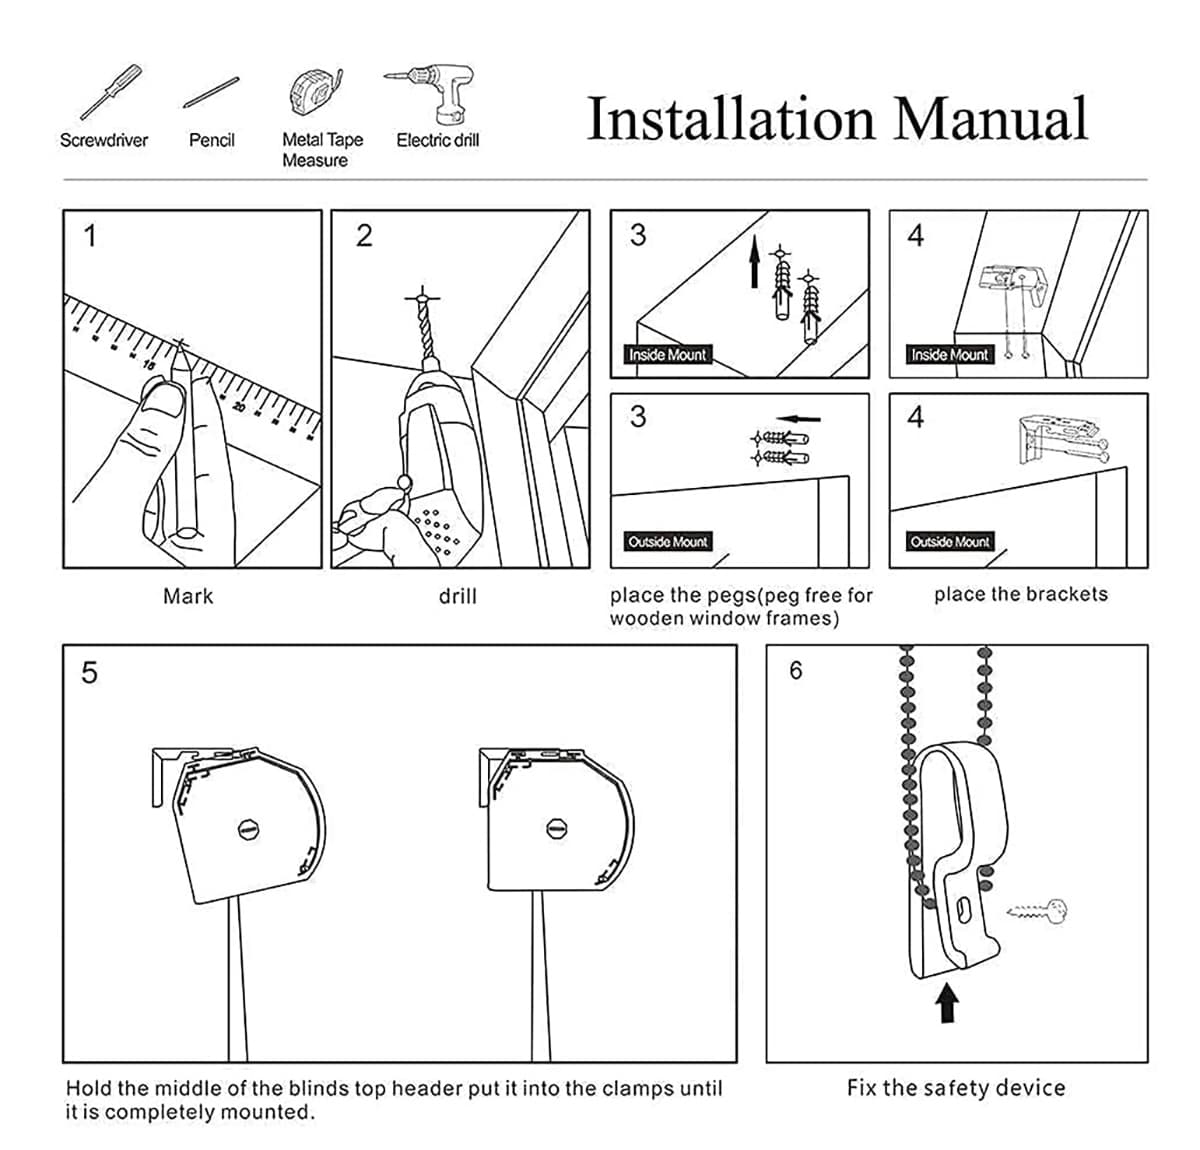 Screwdriver
Pencil
Metal Tape
Measure
Electric drill
Installation Manual
1
15
20
Mark
2
drill
3
Inside Mount
3
Outside Mount
place the pegs(peg free for
wooden window frames)
4
Inside Mount
4
Outside Mount
place the brackets
5
Hold the middle of the blinds top header put it into the clamps until
it is completely mounted.
6
Fix the safety device